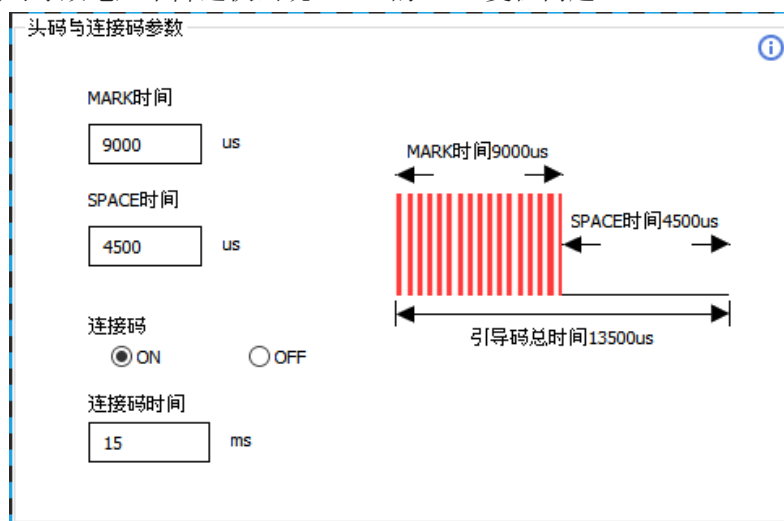 头码与连接码参数
MARK时间
9000 us
SPACE时间
4500 us
连接码
ON OFF
连接码时间
15 ms
MARK时间9000us
SPACE时间4500us
引导码总时间13500us